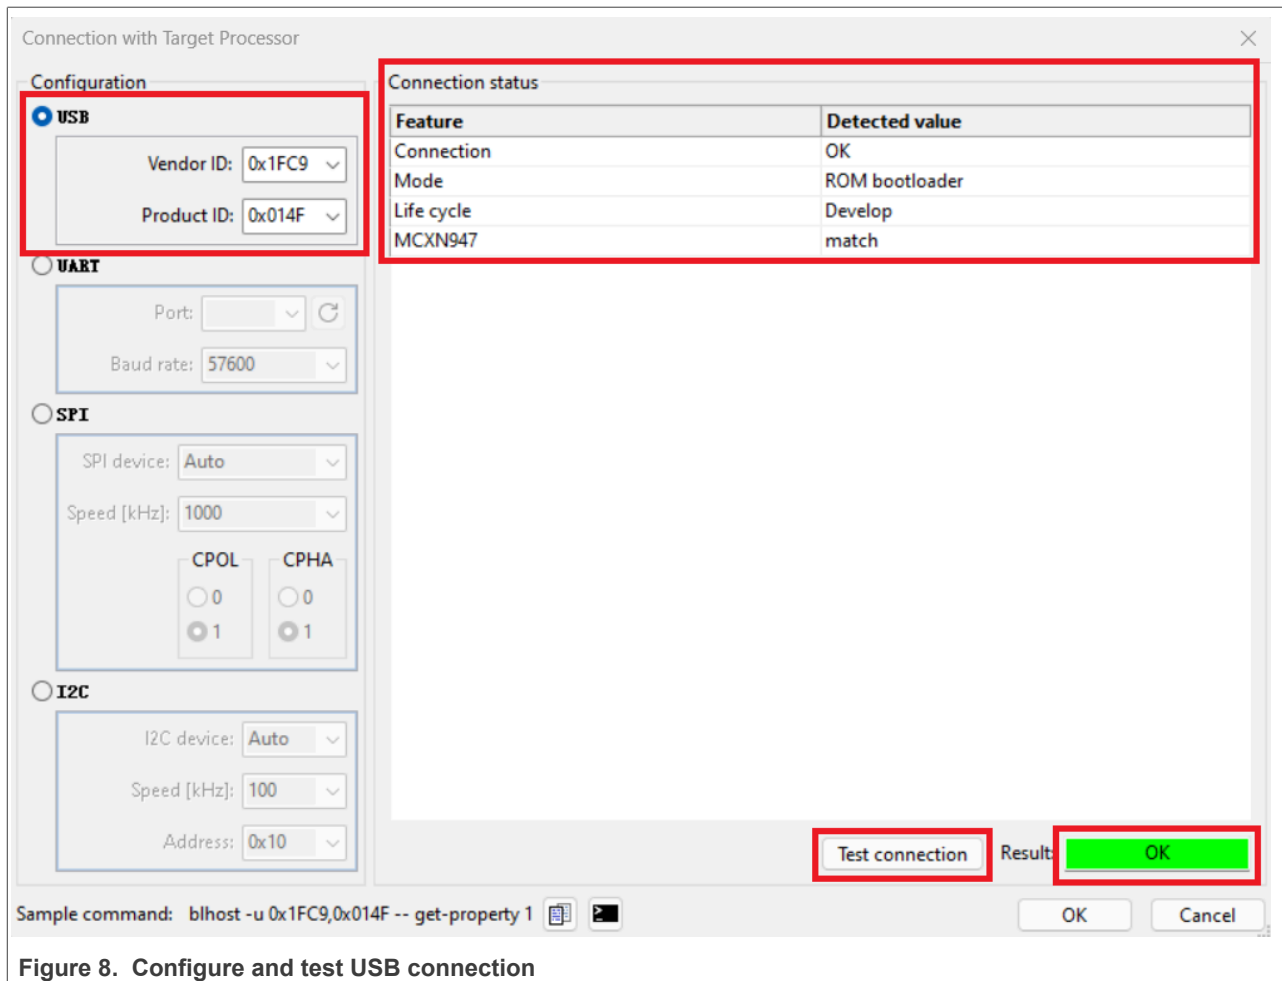 Connection with Target Processor
Configuration
USB
Vendor ID: 0x1FC9
Product ID: 0x014F
UART
Port:
Baud rate: 57600
SPI
SPI device: Auto
Speed [kHz]: 1000
CPOL CPHA
0 0
1 1
I2C
I2C device: Auto
Speed [kHz]: 100
Address: 0x10
Connection status
Feature Detected value
Connection OK
Mode ROM bootloader
Life cycle Develop
MCXN947 match
Test connection Result: OK
Sample command: blhost -u 0x1FC9,0x014F -- get-property 1
OK Cancel
Figure 8. Configure and test USB connection